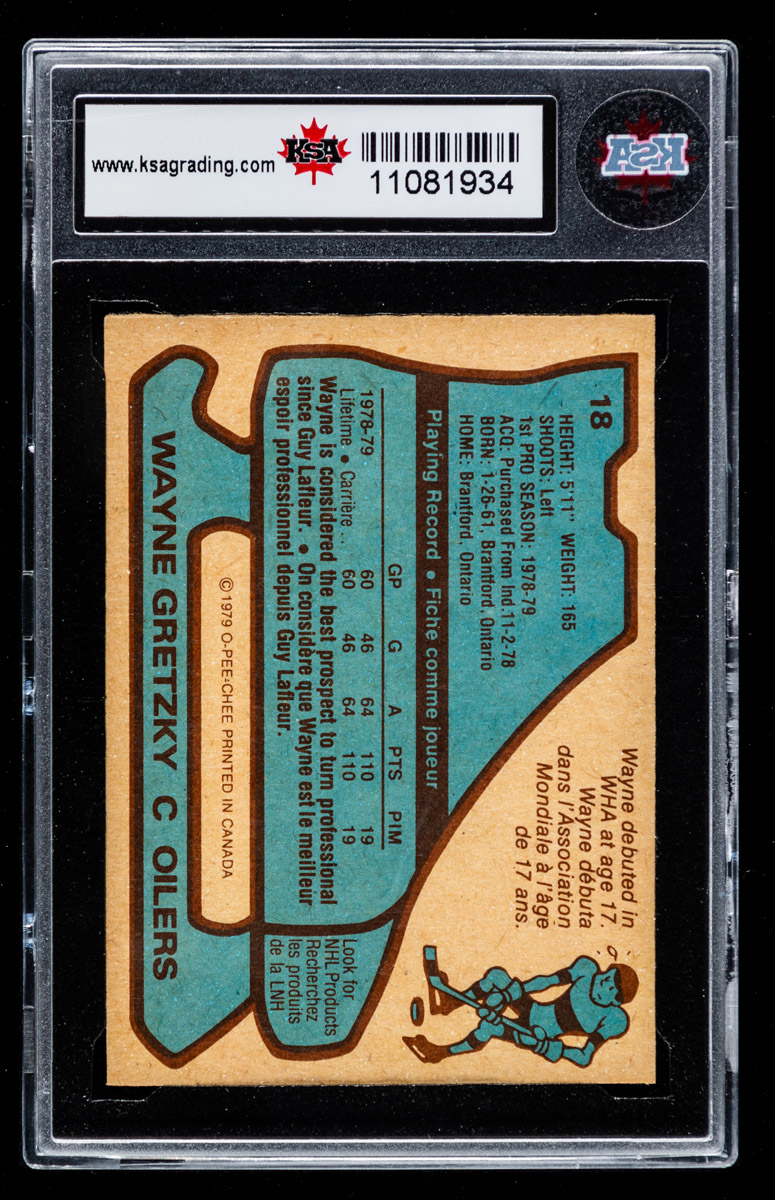 www.ksagrading.com
KSA
11081934
KSA
18
HEIGHT: 5'11" WEIGHT: 165
SHOOTS: Left
1st PRO SEASON: 1978-79
ACQ: Purchased From Ind. 11-2-78
BORN: 1-26-61, Brantford, Ontario
HOME: Brantford, Ontario
Wayne debuted in
WHA at age 17.
Wayne débuta
dans l'Association
Mondiale à l'âge
de 17 ans.
Playing Record • Fiche comme joueur
GP G A PTS PIM
1978-79 60 46 64 110 19
Lifetime • Carrière ... 60 46 64 110 19
Wayne is considered the best prospect to turn professional
since Guy Lafleur. • On considère que Wayne est le meilleur
espoir professionnel depuis Guy Lafleur.
Look for
NHL Products
Recherchez
les produits
de la LNH
© 1979 O-PEE-CHEE PRINTED IN CANADA
WAYNE GRETZKY C OILERS